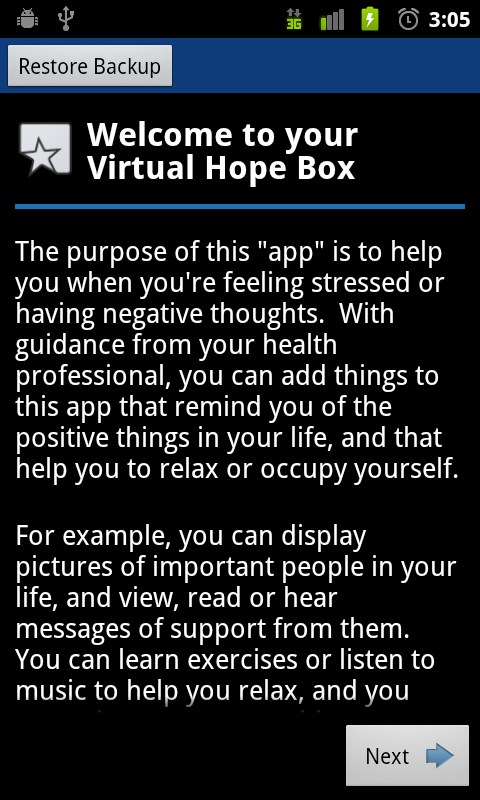 3G
3:05
Restore Backup
Welcome to your
Virtual Hope Box
The purpose of this "app" is to help
you when you're feeling stressed or
having negative thoughts.  With
guidance from your health
professional, you can add things to
this app that remind you of the
positive things in your life, and that
help you to relax or occupy yourself.
For example, you can display
pictures of important people in your
life, and view, read or hear
messages of support from them.
You can learn exercises or listen to
music to help you relax, and you
Next